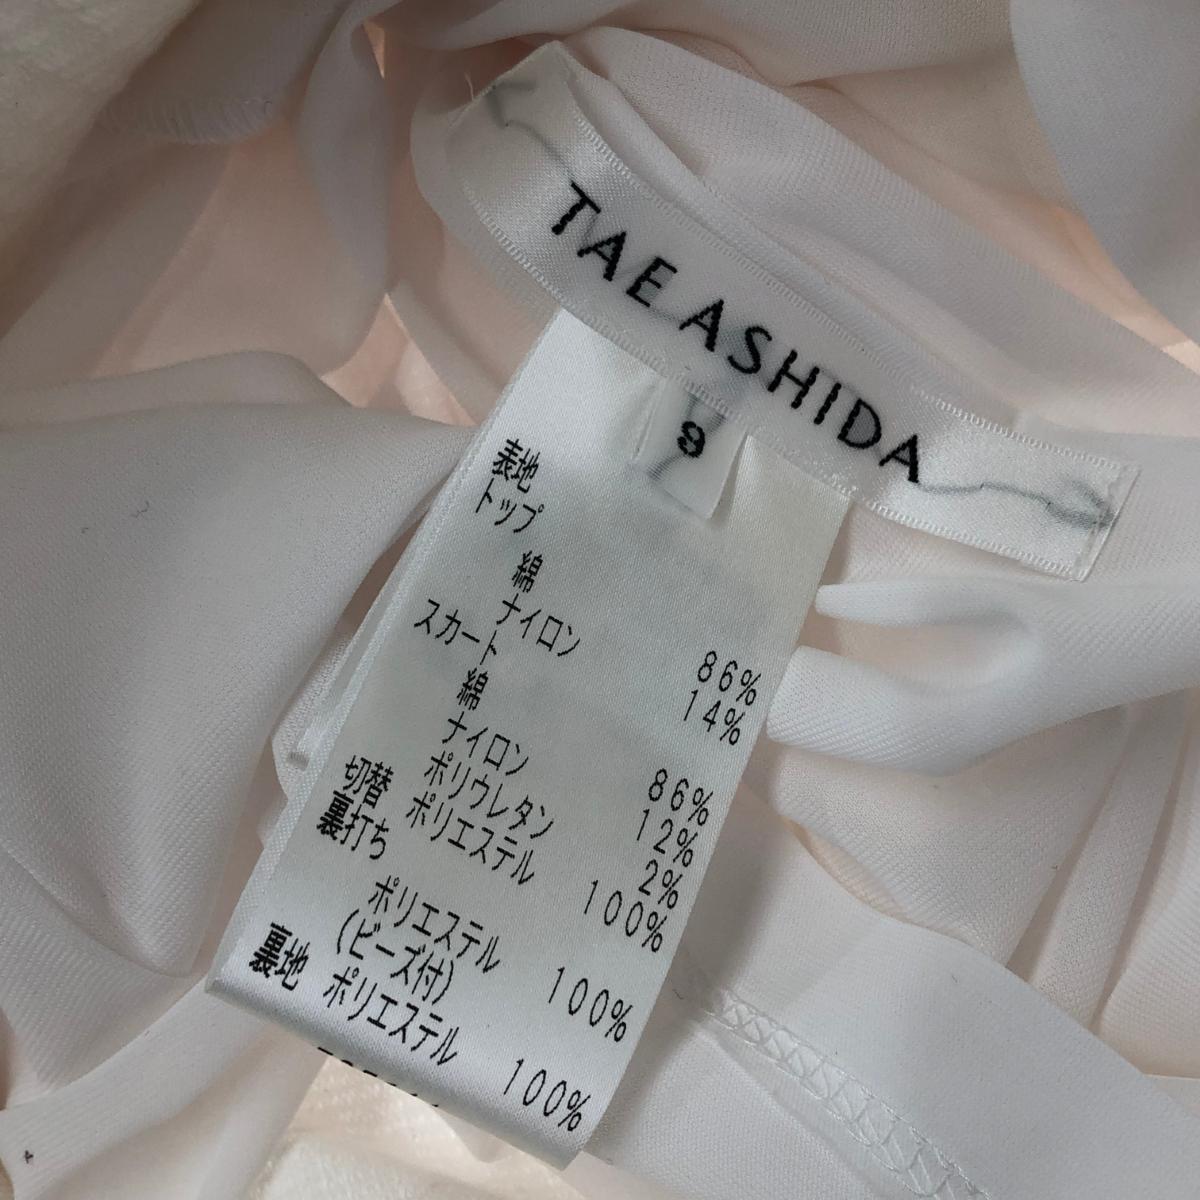 TAE ASHIDA
9
表地
トップ
綿 86%
ナイロン 14%
スカート
綿 86%
ナイロン 12%
ポリウレタン 2%
切替 ポリエステル 100%
裏打ち
ポリエステル 100%
(ビーズ付)
裏地 ポリエステル 100%